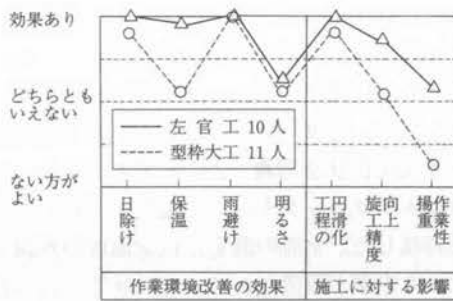 効果あり
どちらとも
いえない
ない方が
よい
左官工10人
型枠大工11人
日除け
保温
雨避け
明るさ
工程の
円滑化
施工精度
向上
揚重
作業性
作業環境改善の効果
施工に対する影響